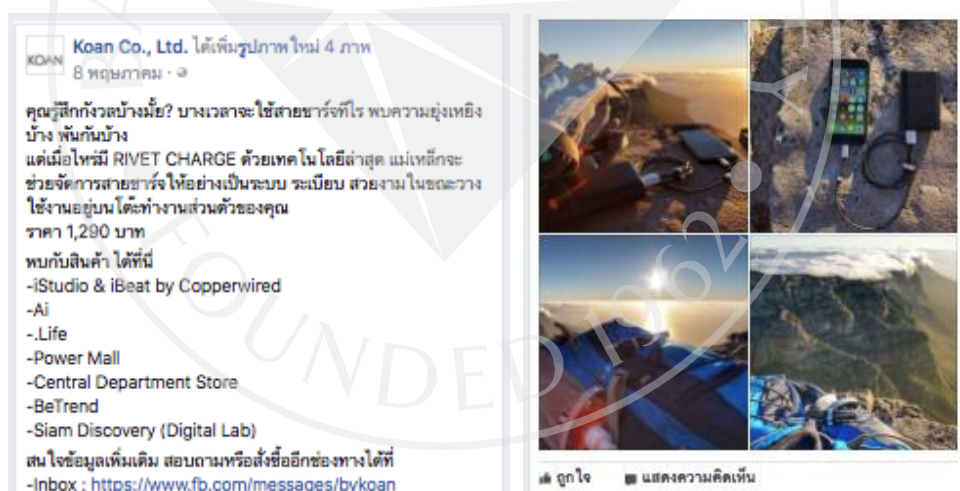 KOAN
Koan Co., Ltd. ได้เพิ่มรูปภาพใหม่ 4 ภาพ
8 พฤษภาคม ·
คุณรู้สึกกังวลบ้างมั้ย? บางเวลาจะใช้สายชาร์จทีไร พบความยุ่งเหยิง
บ้าง พันกันบ้าง
แต่เมื่อไหร่มี RIVET CHARGE ด้วยเทคโนโลยีล่าสุด แม่เหล็กจะ
ช่วยจัดการสายชาร์จให้อย่างเป็นระบบ ระเบียบ สวยงามในขณะวาง
ใช้งานอยู่บนโต๊ะทำงานส่วนตัวของคุณ
ราคา 1,290 บาท
พบกับสินค้า ได้ที่นี่
-iStudio & iBeat by Copperwired
-Ai
-.Life
-Power Mall
-Central Department Store
-BeTrend
-Siam Discovery (Digital Lab)
สนใจข้อมูลเพิ่มเติม สอบถามหรือสั่งซื้ออีกช่องทางได้ที่
-Inbox : https://www.fb.com/messages/bykoan
ถูกใจ แสดงความคิดเห็น
FOUNDED 1962